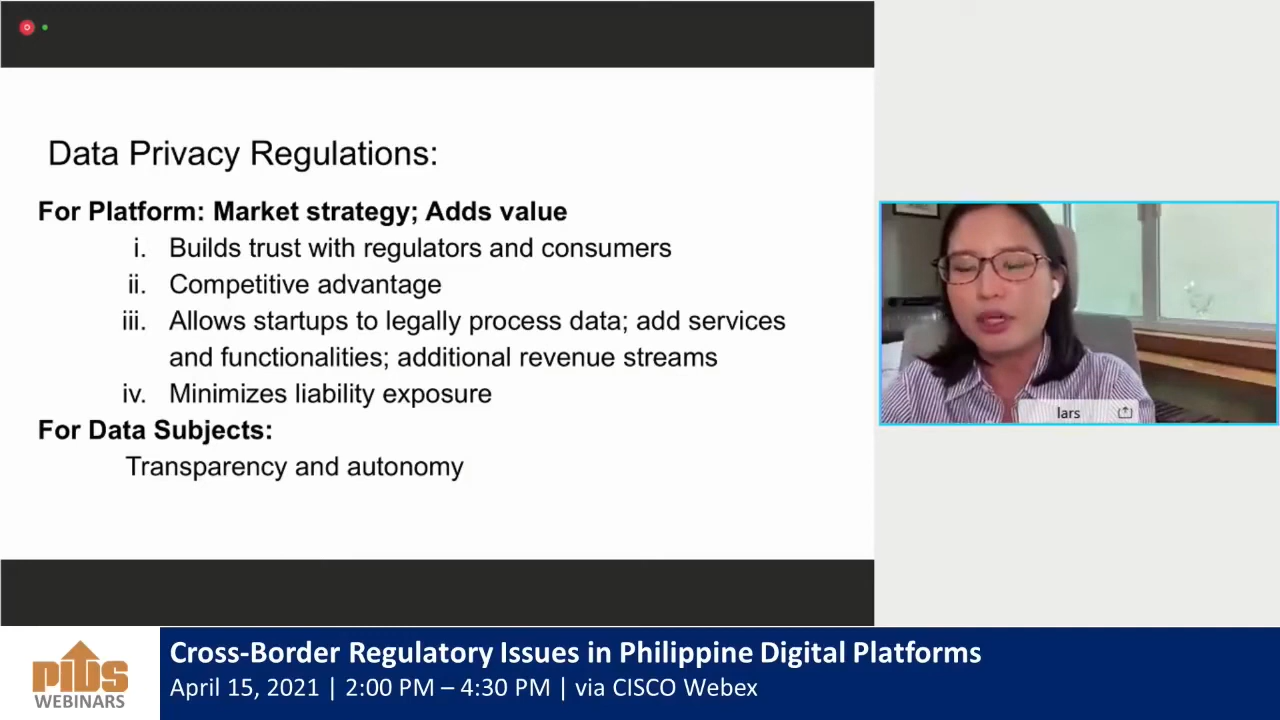 Data Privacy Regulations:
For Platform: Market strategy; Adds value
i. Builds trust with regulators and consumers
ii. Competitive advantage
iii. Allows startups to legally process data; add services
and functionalities; additional revenue streams
iv. Minimizes liability exposure
For Data Subjects:
Transparency and autonomy
lars
PIDS
WEBINARS
Cross-Border Regulatory Issues in Philippine Digital Platforms
April 15, 2021 | 2:00 PM – 4:30 PM | via CISCO Webex